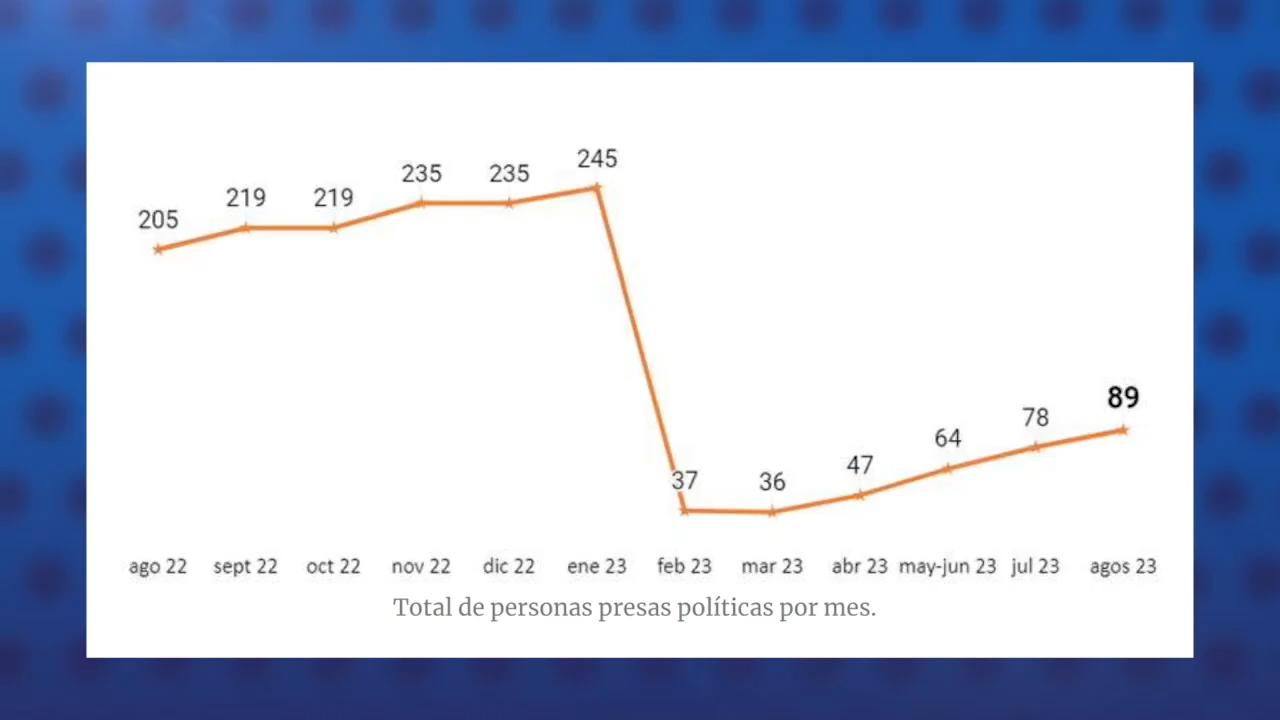 205 219 219 235 235 245 37 36 47 64 78 89
ago 22 sept 22 oct 22 nov 22 dic 22 ene 23 feb 23 mar 23 abr 23 may-jun 23 jul 23 agos 23
Total de personas presas políticas por mes.